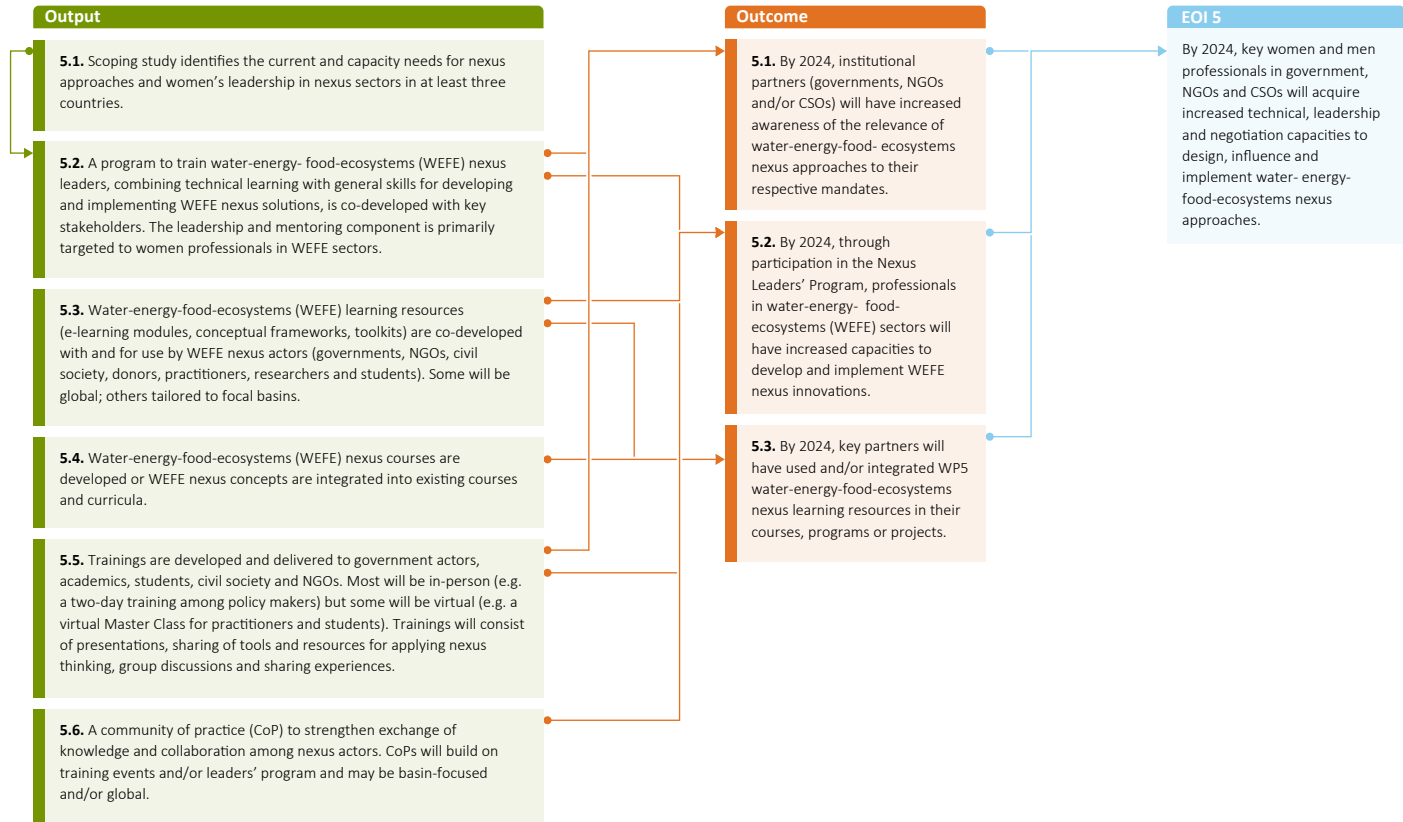 Output
5.1. Scoping study identifies the current and capacity needs for nexus
approaches and women's leadership in nexus sectors in at least three
countries.
5.2. A program to train water-energy- food-ecosystems (WEFE) nexus
leaders, combining technical learning with general skills for developing
and implementing WEFE nexus solutions, is co-developed with key
stakeholders. The leadership and mentoring component is primarily
targeted to women professionals in WEFE sectors.
5.3. Water-energy-food-ecosystems (WEFE) learning resources
(e-learning modules, conceptual frameworks, toolkits) are co-developed
with and for use by WEFE nexus actors (governments, NGOs, civil
society, donors, practitioners, researchers and students). Some will be
global; others tailored to focal basins.
5.4. Water-energy-food-ecosystems (WEFE) nexus courses are
developed or WEFE nexus concepts are integrated into existing courses
and curricula.
5.5. Trainings are developed and delivered to government actors,
academics, students, civil society and NGOs. Most will be in-person (e.g.
a two-day training among policy makers) but some will be virtual (e.g. a
virtual Master Class for practitioners and students). Trainings will consist
of presentations, sharing of tools and resources for applying nexus
thinking, group discussions and sharing experiences.
5.6. A community of practice (CoP) to strengthen exchange of
knowledge and collaboration among nexus actors. CoPs will build on
training events and/or leaders' program and may be basin-focused
and/or global.
Outcome
5.1. By 2024, institutional
partners (governments, NGOs
and/or CSOs) will have increased
awareness of the relevance of
water-energy-food- ecosystems
nexus approaches to their
respective mandates.
5.2. By 2024, through
participation in the Nexus
Leaders' Program, professionals
in water-energy- food-
ecosystems (WEFE) sectors will
have increased capacities to
develop and implement WEFE
nexus innovations.
5.3. By 2024, key partners will
have used and/or integrated WP5
water-energy-food-ecosystems
nexus learning resources in their
courses, programs or projects.
EOI 5
By 2024, key women and men
professionals in government,
NGOs and CSOs will acquire
increased technical, leadership
and negotiation capacities to
design, influence and
implement water- energy-
food-ecosystems nexus
approaches.